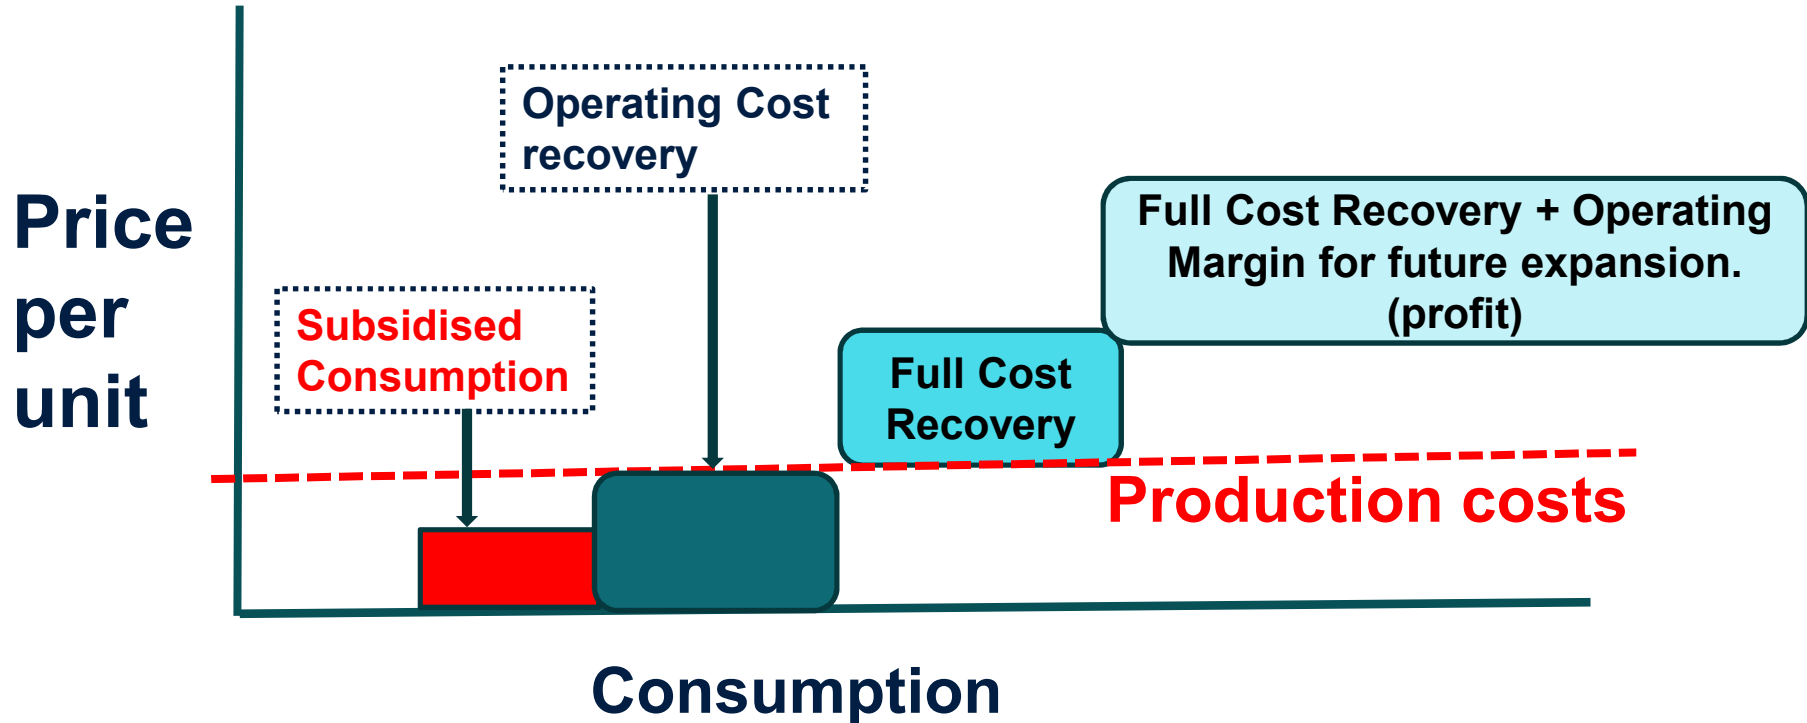 Operating Cost
recovery
Price
per
unit
Subsidised
Consumption
Full Cost Recovery + Operating
Margin for future expansion.
(profit)
Full Cost
Recovery
Production costs
Consumption